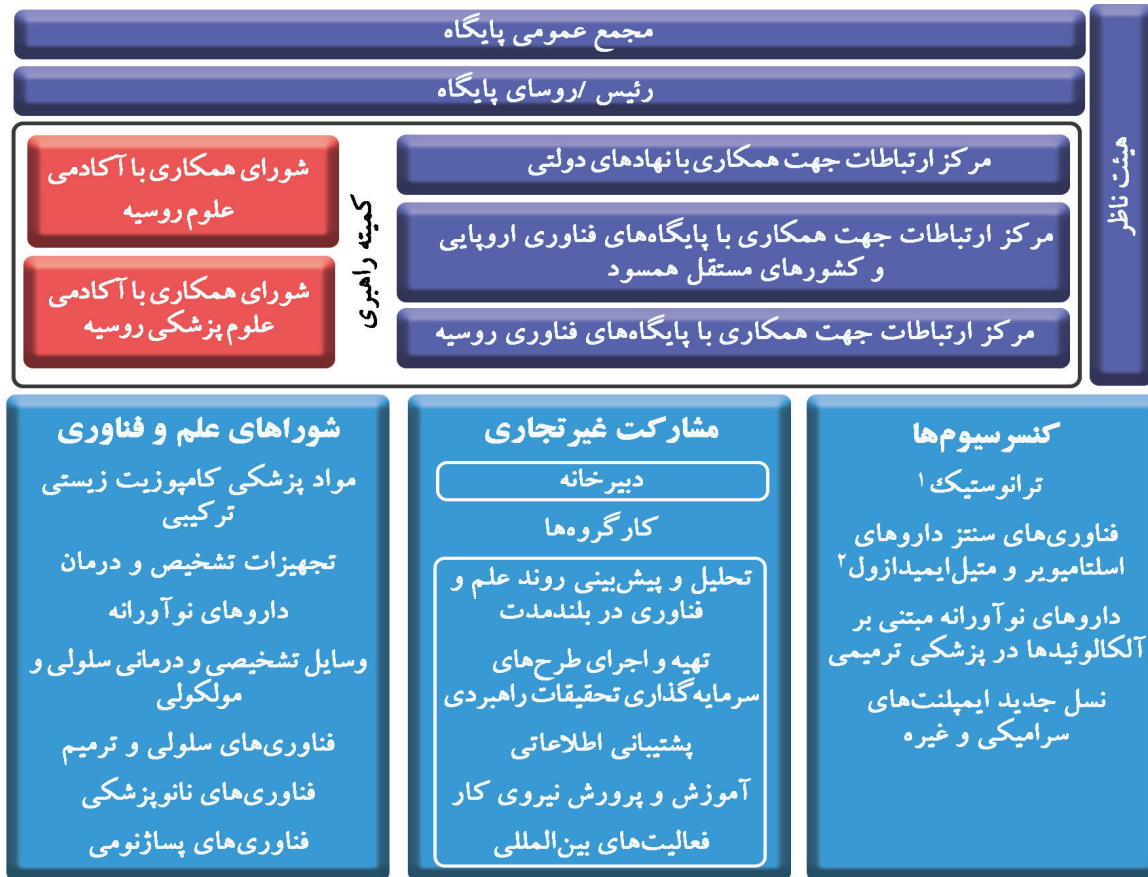 مجمع عمومی پایگاه
رئیس /روسای پایگاه
هیئت ناظر
مرکز ارتباطات جهت همکاری با نهادهای دولتی
مرکز ارتباطات جهت همکاری با پایگاه‌های فناوری اروپایی
و کشورهای مستقل همسود
مرکز ارتباطات جهت همکاری با پایگاه‌های فناوری روسیه
کمیته راهبری
شورای همکاری با آکادمی
علوم روسیه
شورای همکاری با آکادمی
علوم پزشکی روسیه
کنسرسیوم‌ها
ترانوستیک۱
فناوری‌های سنتز داروهای
اسلتامیویر و متیل‌ایمیدازول۲
داروهای نوآورانه مبتنی بر
آلکالوئیدها در پزشکی ترمیمی
نسل جدید ایمپلنت‌های
سرامیکی و غیره
مشارکت غیرتجاری
دبیرخانه
کارگروه‌ها
تحلیل و پیش‌بینی روند علم و
فناوری در بلندمدت
تهیه و اجرای طرح‌های
سرمایه‌گذاری تحقیقات راهبردی
پشتیبانی اطلاعاتی
آموزش و پرورش نیروی کار
فعالیت‌های بین‌المللی
شوراهای علم و فناوری
مواد پزشکی کامپوزیت زیستی
ترکیبی
تجهیزات تشخیص و درمان
داروهای نوآورانه
وسایل تشخیصی و درمانی سلولی و
مولکولی
فناوری‌های سلولی و ترمیم
فناوری‌های نانوپزشکی
فناوری‌های پساژنومی